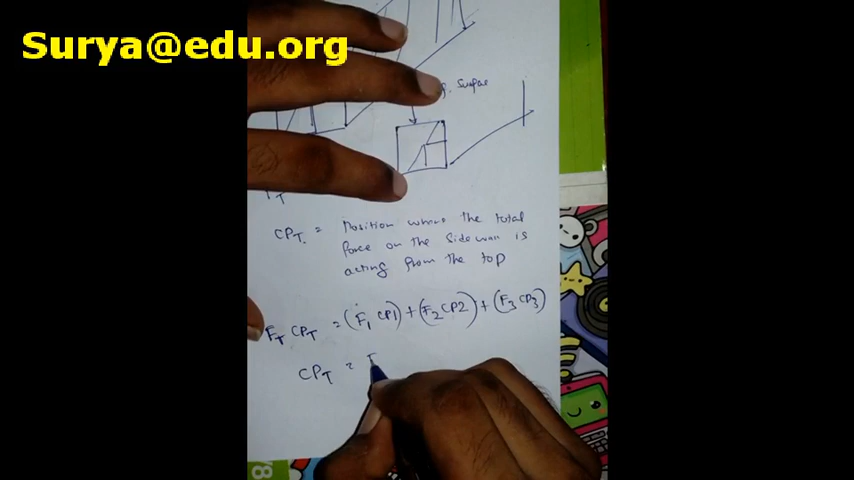 Surya@edu.org
Surface
CPT = Position where the total
force on the Side wall is
acting from the top
FT CPT = (F1 CP1) + (F2 CP2) + (F3 CP3)
CPT =